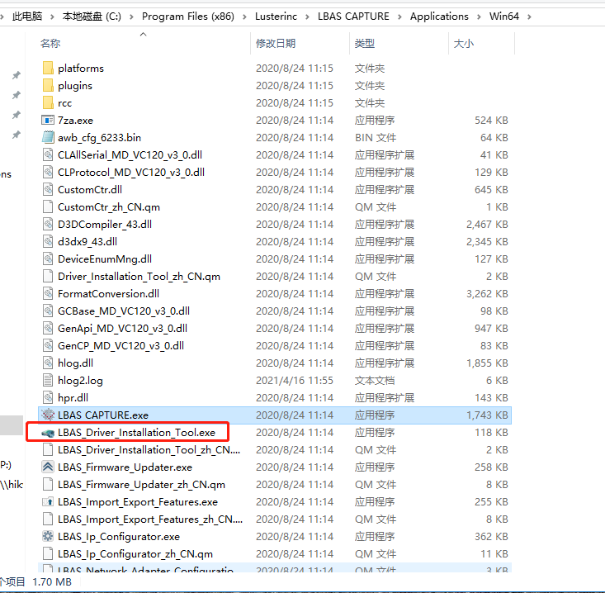 此电脑 › 本地磁盘 (C:) › Program Files (x86) › Lusterinc › LBAS CAPTURE › Applications › Win64 ›
名称 修改日期 类型 大小
platforms 2020/8/24 11:15 文件夹
plugins 2020/8/24 11:15 文件夹
rcc 2020/8/24 11:15 文件夹
7za.exe 2020/8/24 11:14 应用程序 524 KB
awb_cfg_6233.bin 2020/8/24 11:14 BIN 文件 64 KB
CLAllSerial_MD_VC120_v3_0.dll 2020/8/24 11:14 应用程序扩展 41 KB
CLProtocol_MD_VC120_v3_0.dll 2020/8/24 11:14 应用程序扩展 129 KB
ons
CustomCtr.dll 2020/8/24 11:14 应用程序扩展 645 KB
CustomCtr_zh_CN.qm 2020/8/24 11:14 QM 文件 1 KB
D3DCompiler_43.dll 2020/8/24 11:14 应用程序扩展 2,467 KB
d3dx9_43.dll 2020/8/24 11:14 应用程序扩展 2,345 KB
DeviceEnumMng.dll 2020/8/24 11:14 应用程序扩展 127 KB
Driver_Installation_Tool_zh_CN.qm 2020/8/24 11:14 QM 文件 2 KB
FormatConversion.dll 2020/8/24 11:14 应用程序扩展 3,262 KB
GCBase_MD_VC120_v3_0.dll 2020/8/24 11:14 应用程序扩展 98 KB
GenApi_MD_VC120_v3_0.dll 2020/8/24 11:14 应用程序扩展 947 KB
GenCP_MD_VC120_v3_0.dll 2020/8/24 11:14 应用程序扩展 83 KB
hlog.dll 2020/8/24 11:14 应用程序扩展 1,855 KB
hlog2.log 2021/4/16 11:55 文本文档 6 KB
hpr.dll 2020/8/24 11:14 应用程序扩展 143 KB
LBAS CAPTURE.exe 2020/8/24 11:14 应用程序 1,743 KB
LBAS_Driver_Installation_Tool.exe 2020/8/24 11:14 应用程序 118 KB
LBAS_Driver_Installation_Tool_zh_CN.... 2020/8/24 11:14 QM 文件 2 KB
P:) LBAS_Firmware_Updater.exe 2020/8/24 11:14 应用程序 258 KB
\\hik LBAS_Firmware_Updater_zh_CN.qm 2020/8/24 11:14 QM 文件 8 KB
LBAS_Import_Export_Features.exe 2020/8/24 11:14 应用程序 255 KB
LBAS_Import_Export_Features_zh_CN.... 2020/8/24 11:14 QM 文件 8 KB
LBAS_Ip_Configurator.exe 2020/8/24 11:14 应用程序 362 KB
LBAS_Ip_Configurator_zh_CN.qm 2020/8/24 11:14 QM 文件 11 KB
LBAS_Network_Adapter_Configuratio 2020/8/24 11:14 QM 文件 3 KB
个项目 1.70 MB